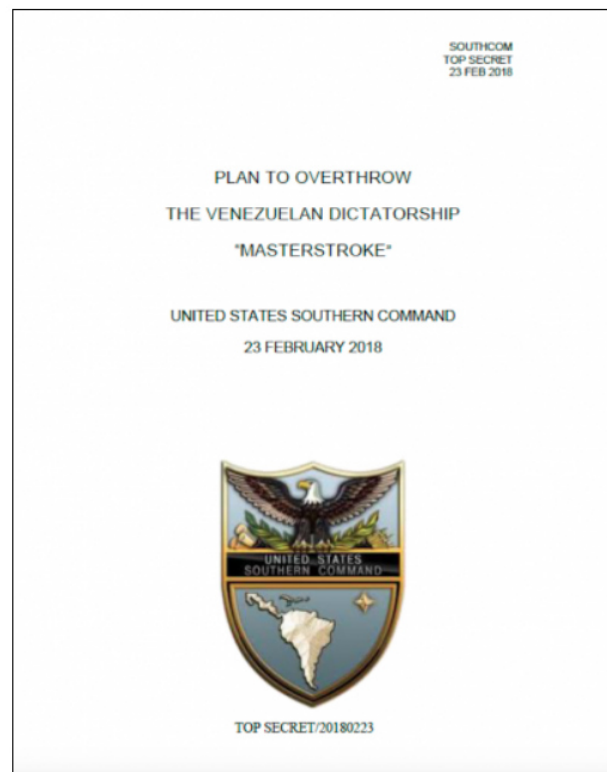 SOUTHCOM
TOP SECRET
23 FEB 2018
PLAN TO OVERTHROW
THE VENEZUELAN DICTATORSHIP
"MASTERSTROKE"
UNITED STATES SOUTHERN COMMAND
23 FEBRUARY 2018
UNITED STATES
SOUTHERN COMMAND
TOP SECRET/20180223